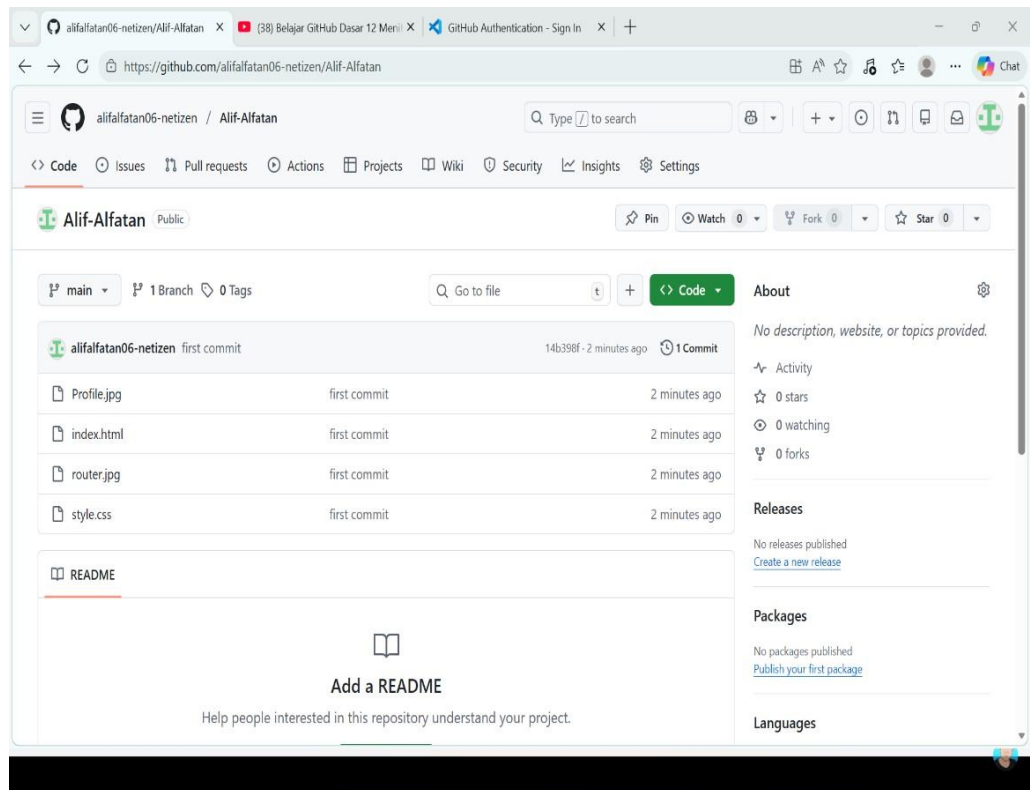 alifalfatan06-netizen/Alif-Alfatan
(38) Belajar GitHub Dasar 12 Meni
GitHub Authentication - Sign In
https://github.com/alifalfatan06-netizen/Alif-Alfatan
Chat
alifalfatan06-netizen / Alif-Alfatan
Type / to search
Code
Issues
Pull requests
Actions
Projects
Wiki
Security
Insights
Settings
Alif-Alfatan Public
Pin
Watch 0
Fork 0
Star 0
main
1 Branch
0 Tags
Go to file t
Code
alifalfatan06-netizen first commit 14b398f · 2 minutes ago 1 Commit
Profile.jpg first commit 2 minutes ago
index.html first commit 2 minutes ago
router.jpg first commit 2 minutes ago
style.css first commit 2 minutes ago
README
Add a README
Help people interested in this repository understand your project.
About
No description, website, or topics provided.
Activity
0 stars
0 watching
0 forks
Releases
No releases published
Create a new release
Packages
No packages published
Publish your first package
Languages